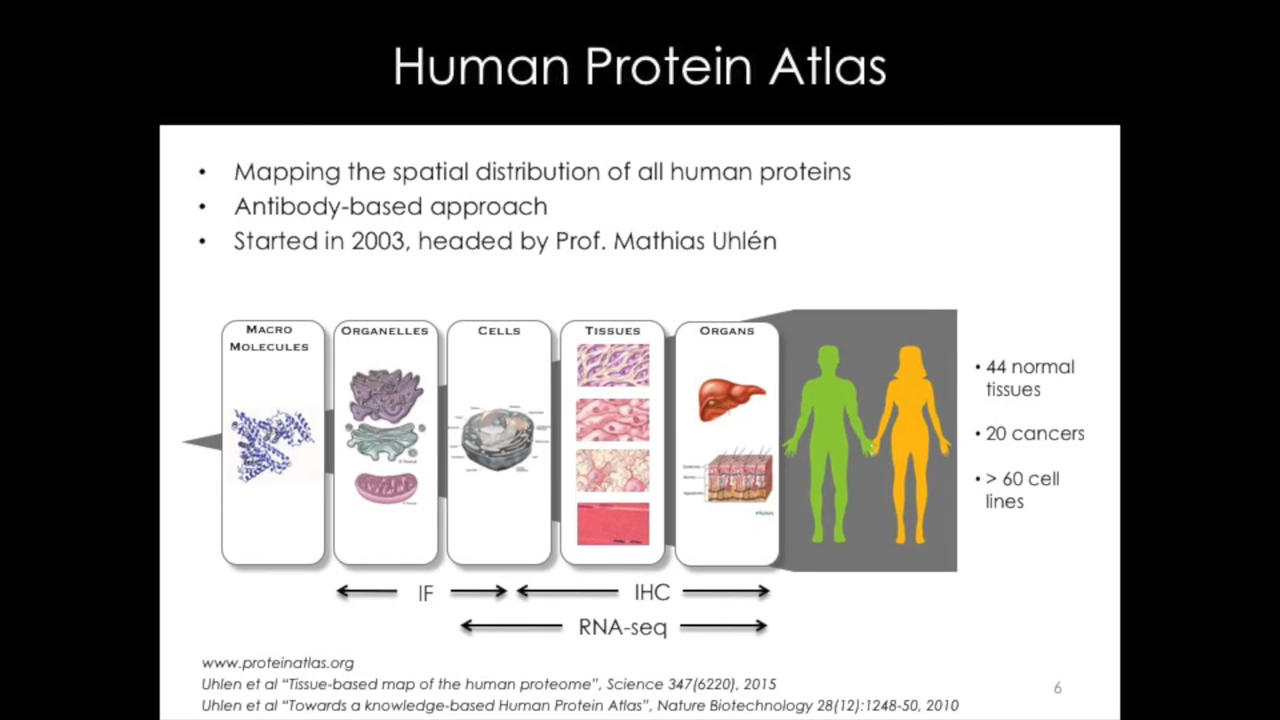 Human Protein Atlas
• Mapping the spatial distribution of all human proteins
• Antibody-based approach
• Started in 2003, headed by Prof. Mathias Uhlén
MACRO
MOLECULES
ORGANELLES
CELLS
TISSUES
ORGANS
• 44 normal
tissues
• 20 cancers
• > 60 cell
lines
IF
IHC
RNA-seq
www.proteinatlas.org
Uhlen et al “Tissue-based map of the human proteome”, Science 347(6220), 2015
Uhlen et al “Towards a knowledge-based Human Protein Atlas”, Nature Biotechnology 28(12):1248-50, 2010
6